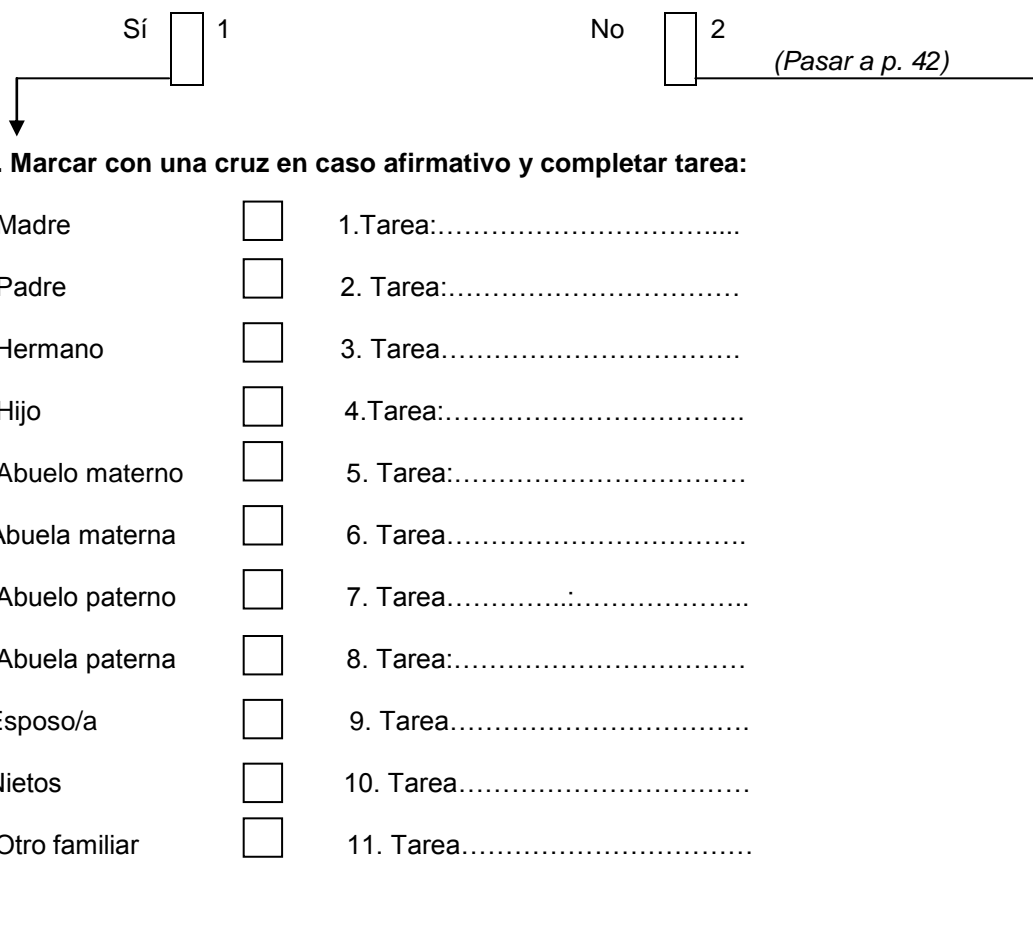 Sí 1 No 2
(Pasar a p. 42)
. Marcar con una cruz en caso afirmativo y completar tarea:
Madre 1.Tarea:…………………………....
Padre 2. Tarea:……………………………
Hermano 3. Tarea…………………………….
Hijo 4.Tarea:…………………………….
Abuelo materno 5. Tarea:……………………………
Abuela materna 6. Tarea…………………………….
Abuelo paterno 7. Tarea…………..:………………..
Abuela paterna 8. Tarea:……………………………
Esposo/a 9. Tarea…………………………….
Nietos 10. Tarea……………………………
Otro familiar 11. Tarea……………………………